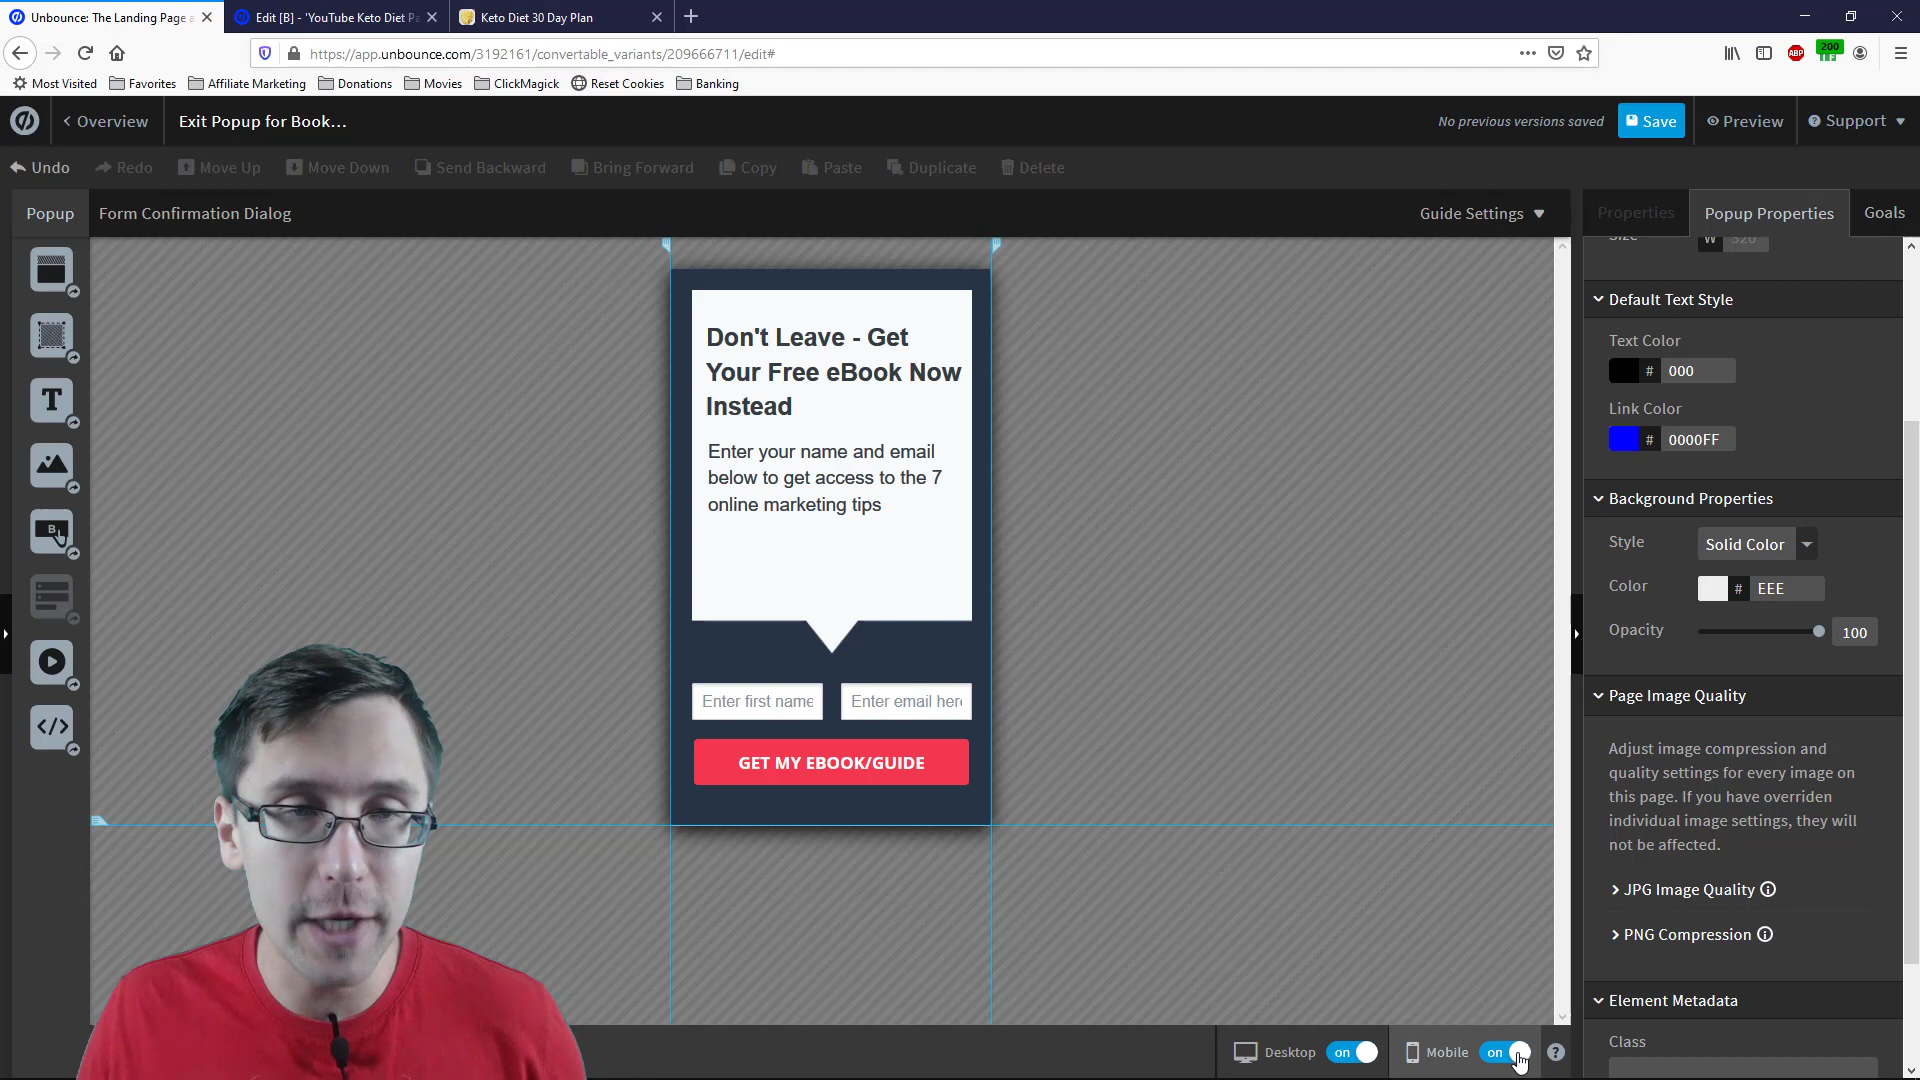 Unbounce: The Landing Page a
Edit [B] - 'YouTube Keto Diet Pa
Keto Diet 30 Day Plan
https://app.unbounce.com/3192161/convertable_variants/209666711/edit#
ABP
200
Most Visited
Favorites
Affiliate Marketing
Donations
Movies
ClickMagick
Reset Cookies
Banking
Overview
Exit Popup for Book...
No previous versions saved
Save
Preview
Support
Undo
Redo
Move Up
Move Down
Send Backward
Bring Forward
Copy
Paste
Duplicate
Delete
Popup
Form Confirmation Dialog
Guide Settings
Properties
Popup Properties
Goals
Size
W 320
Default Text Style
Text Color
# 000
Link Color
# 0000FF
Background Properties
Style
Solid Color
Color
# EEE
Opacity
100
Page Image Quality
Adjust image compression and
quality settings for every image on
this page. If you have overriden
individual image settings, they will
not be affected.
JPG Image Quality
PNG Compression
Element Metadata
Class
T
B
Don't Leave - Get
Your Free eBook Now
Instead
Enter your name and email
below to get access to the 7
online marketing tips
Enter first name
Enter email here
GET MY EBOOK/GUIDE
Desktop
on
Mobile
on
?